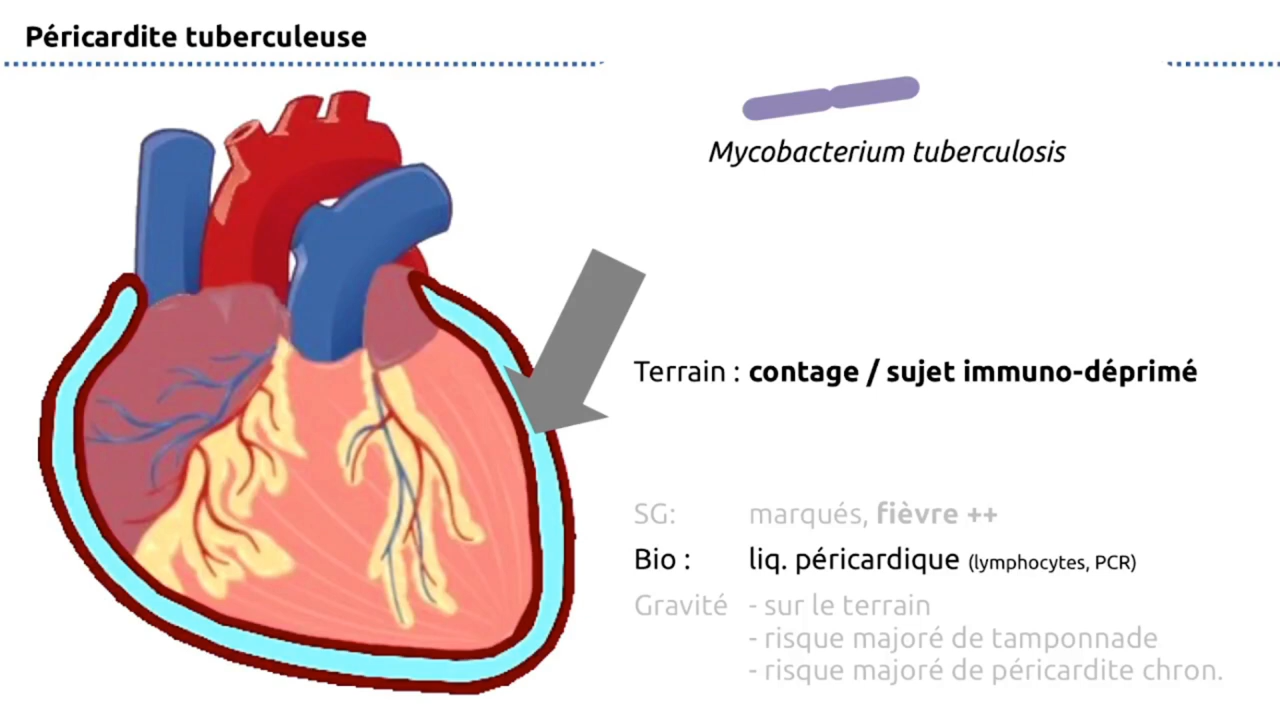 Péricardite tuberculeuse
Mycobacterium tuberculosis
Terrain : contage / sujet immuno-déprimé
SG: marqués, fièvre ++
Bio : liq. péricardique (lymphocytes, PCR)
Gravité - sur le terrain
- risque majoré de tamponnade
- risque majoré de péricardite chron.